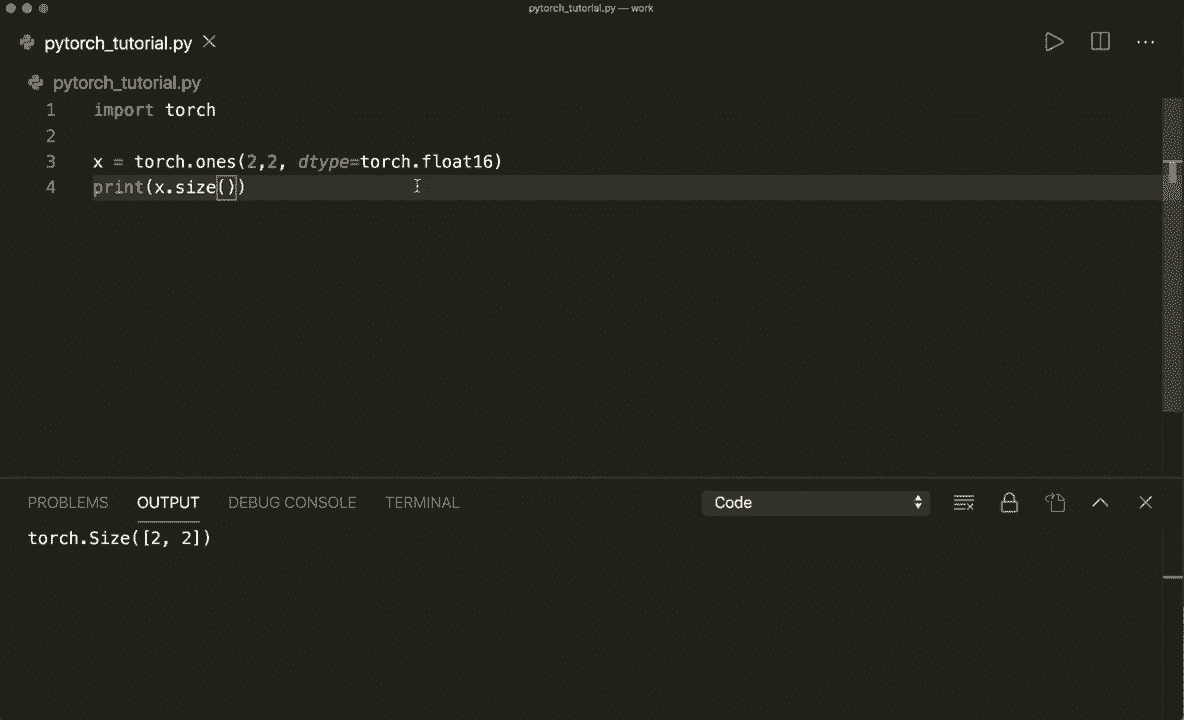 pytorch_tutorial.py — work
pytorch_tutorial.py
pytorch_tutorial.py
1 import torch
2
3 x = torch.ones(2,2, dtype=torch.float16)
4 print(x.size())
PROBLEMS OUTPUT DEBUG CONSOLE TERMINAL Code
torch.Size([2, 2])